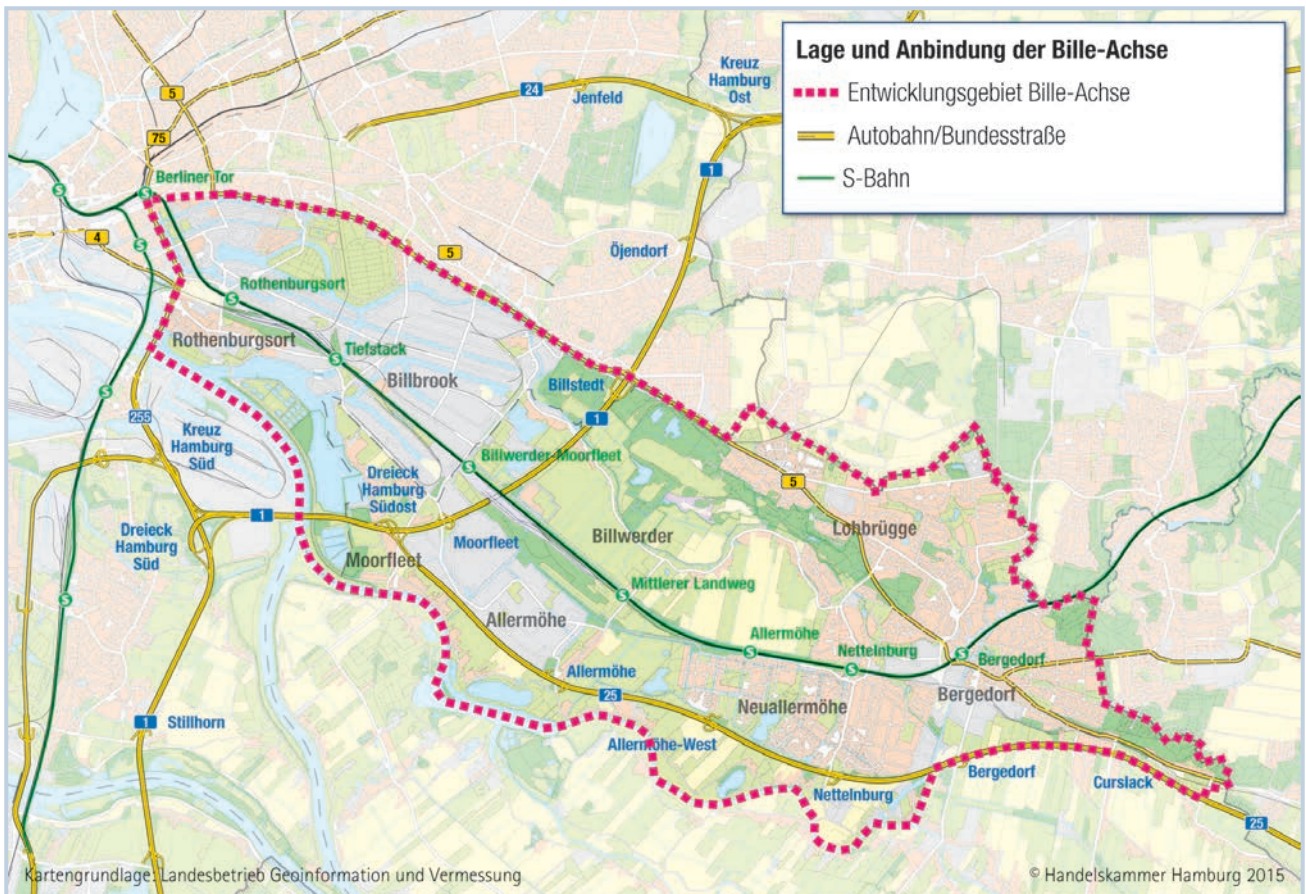 Lage und Anbindung der Bille-Achse
Entwicklungsgebiet Bille-Achse
Autobahn/Bundesstraße
S-Bahn
Kreuz
Hamburg
Ost
24
Jenfeld
5
75
1
Berliner Tor
S
S
S
4
5
Öjendorf
Rothenburgsort
S
Rothenburgsort
Tiefstack
S
Billbrook
Billstedt
S
255
1
Kreuz
Hamburg
Süd
Billwerder-Moorfleet
S
Dreieck
Hamburg
Südost
5
Lohbrügge
1
Dreieck
Hamburg
Süd
Moorfleet
Billwerder
Moorfleet
Mittlerer Landweg
S
S
Allermöhe
Allermöhe
S
Nettelnburg
S
S
Bergedorf
Allermöhe
25
Neuallermöhe
Bergedorf
1
Stillhorn
Allermöhe-West
Bergedorf
Curslack
Nettelnburg
25
Kartengrundlage: Landesbetrieb Geoinformation und Vermessung
© Handelskammer Hamburg 2015